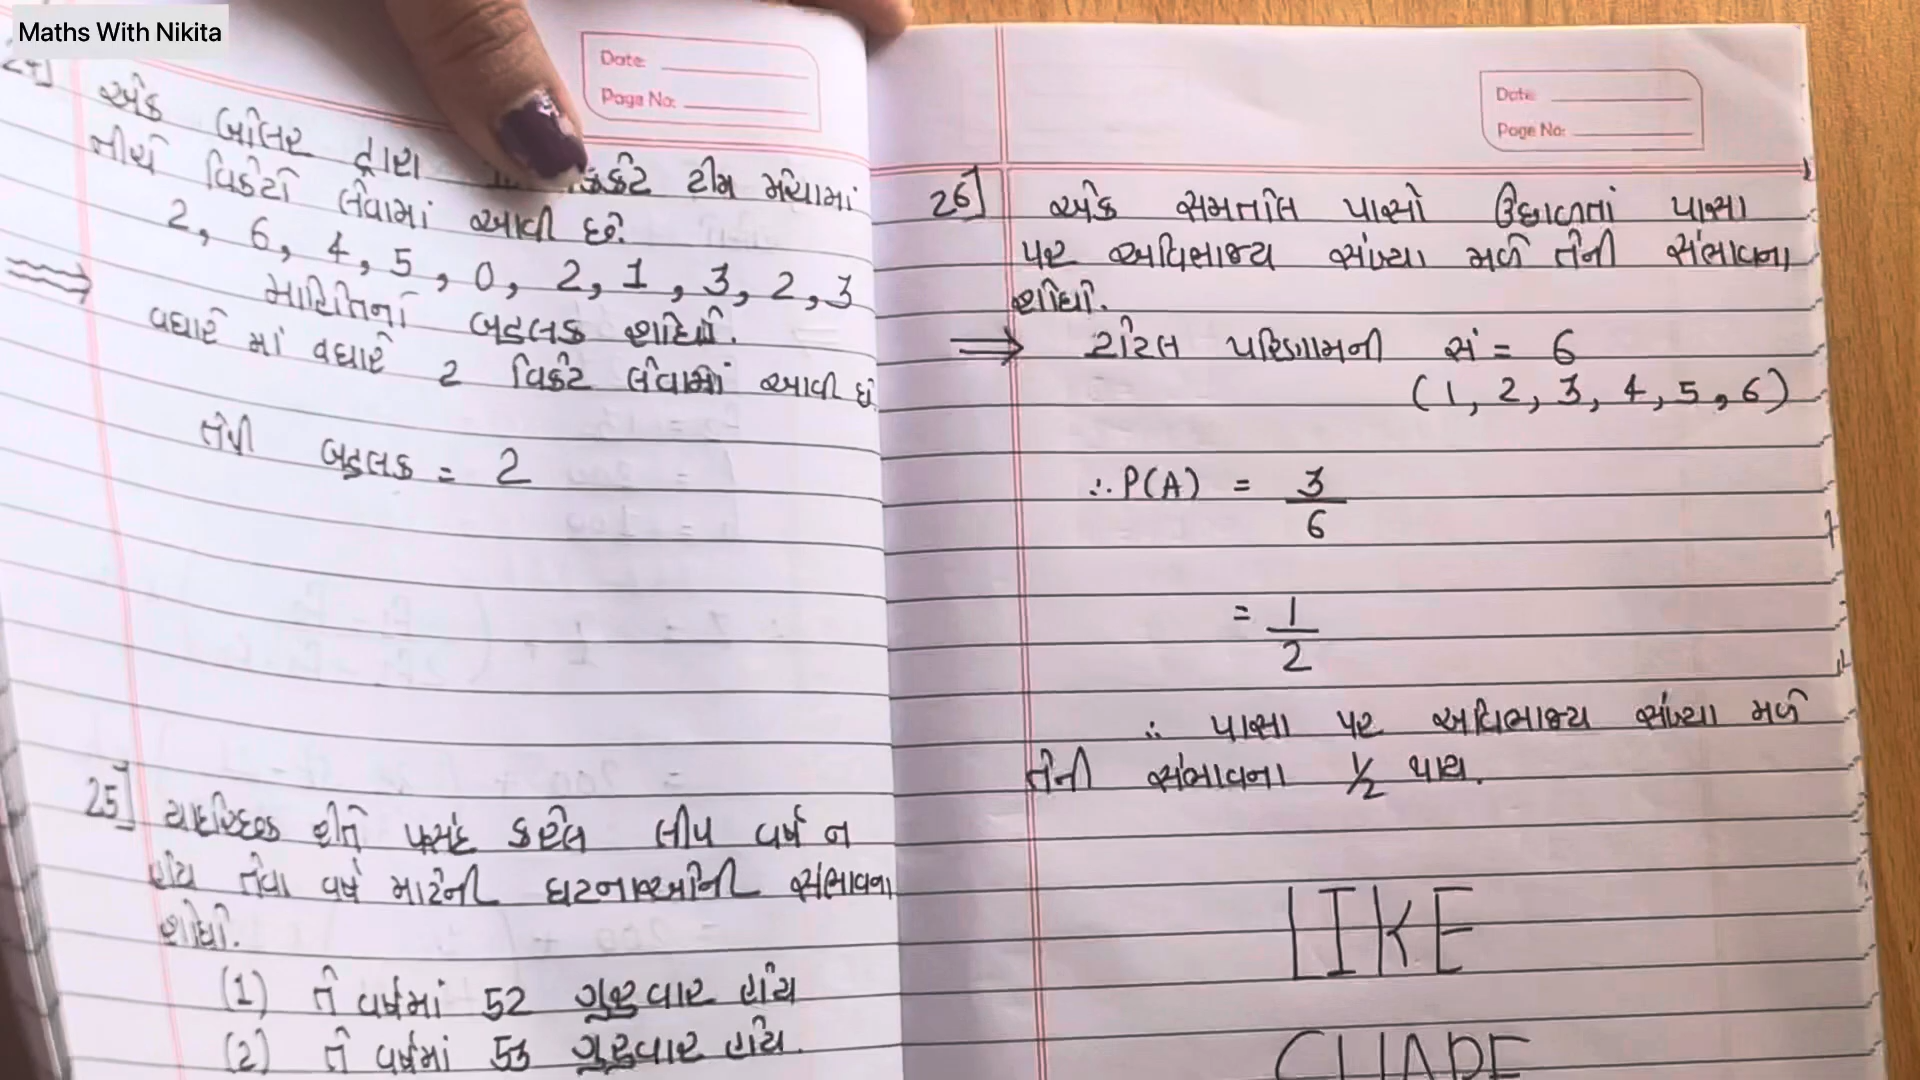 Maths With Nikita
Date:
Page No:
24]
એક બોલર દ્વારા ક્રિકેટ ટીમ મેચામાં
નીચે વિકેટો લેવામાં આવી છે.
2, 6, 4, 5, 0, 2, 1, 3, 2, 3
માહિતિનાં બહુલક શોધો.
વધારે માં વધારે 2 વિકેટ લેવામાં આવી છે
તેથી બહુલક = 2
25] યાદચ્છિક રીતે પસંદ કરેલ લીપ વર્ષ ન
હોય તેવા વર્ષ માટેની ઘટનાઓની સંભાવના
શોધો.
(1) તે વર્ષમાં 52 ગુરુવાર હોય
(2) તે વર્ષમાં 53 ગુરુવાર હોય.
Date:
Page No:
26] એક સમતોલ પાસો ઉછાળતાં પાસા
પર અવિભાજ્ય સંખ્યા મળે તેની સંભાવના
શોધો.
⇒ ટોટલ પરિણામની સં = 6
(1, 2, 3, 4, 5, 6)
∴ P(A) = 3/6
= 1/2
∴ પાસા પર અવિભાજ્ય સંખ્યા મળે
તેની સંભાવના 1/2 થાય.
LIKE